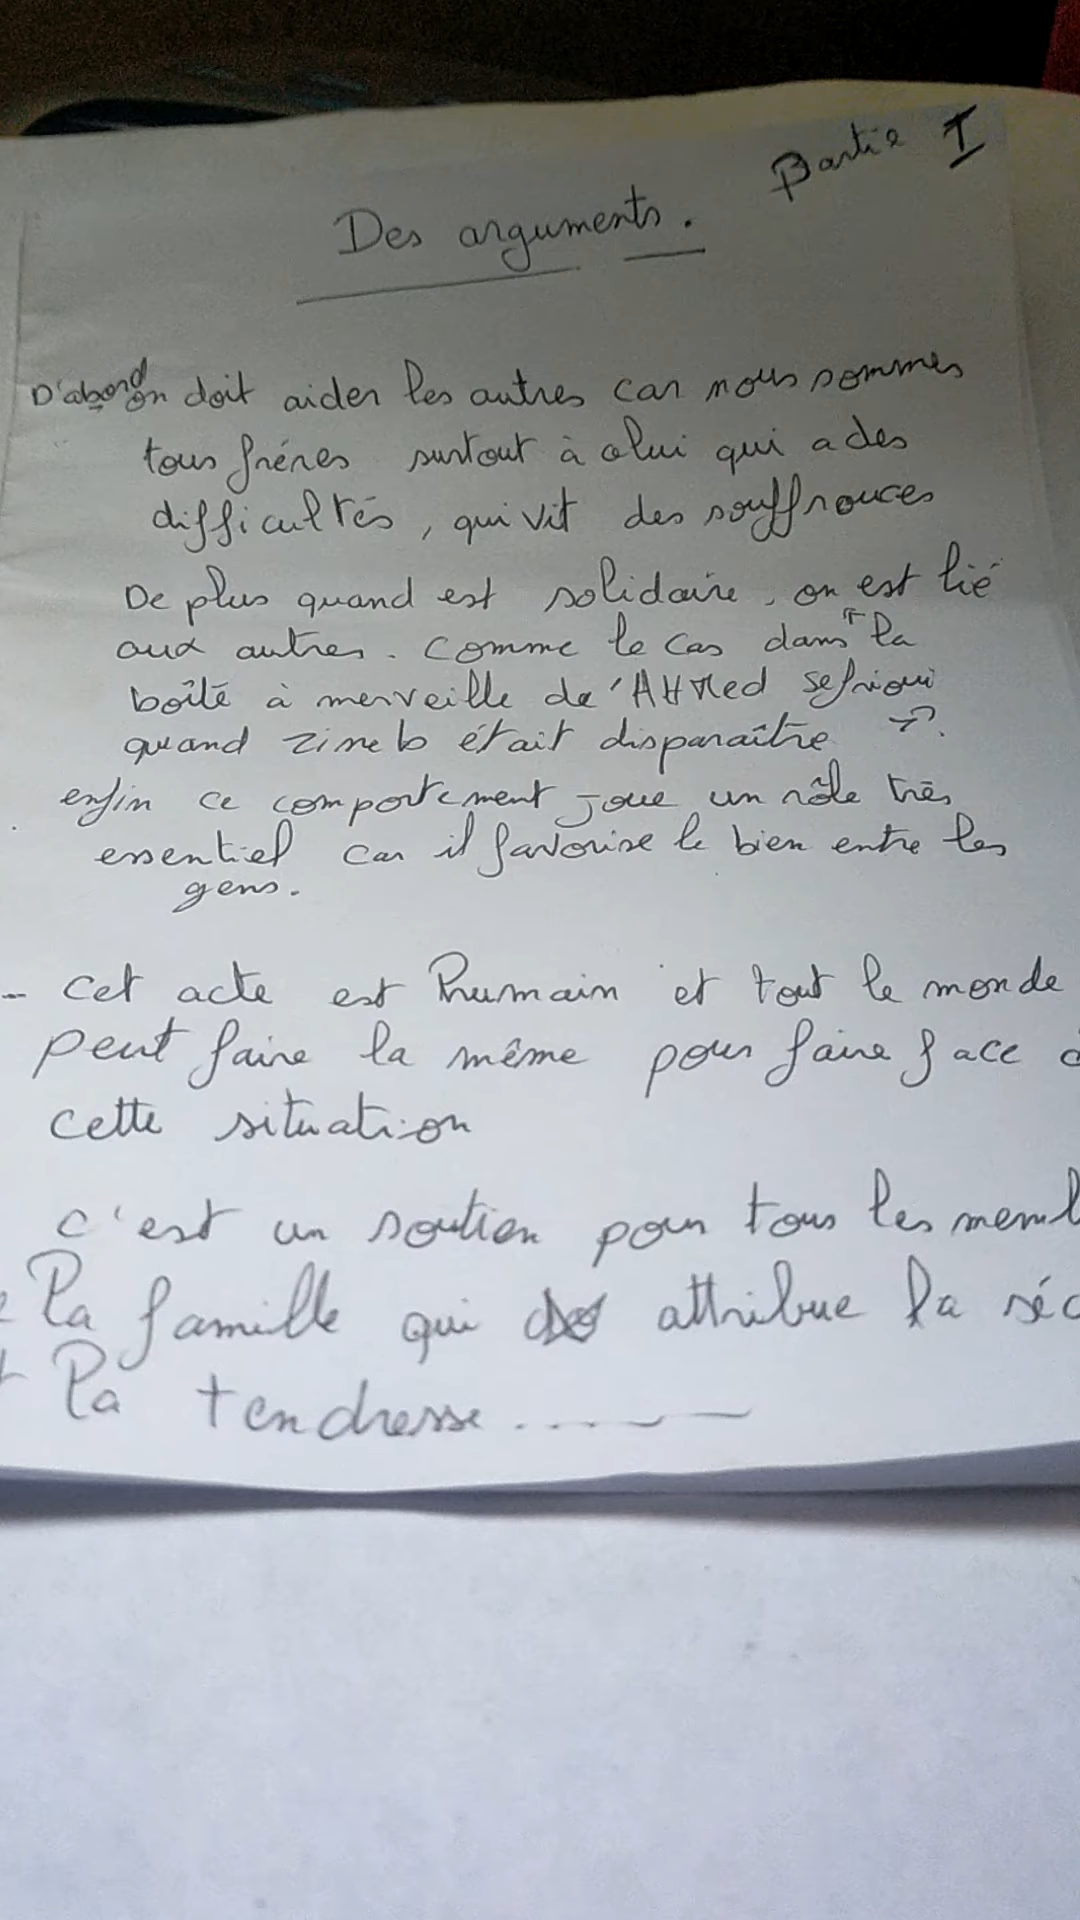 Partie I
Des arguments.
D'abord on doit aider les autres car nous sommes
tous fréres surtout à celui qui a des
difficultés, qui vit des souffrances
De plus quand est solidaire, on est lié
aux autres. Comme le cas dans "la
boîte à merveille de 'AHMed sefrioui
quand zineb était disparaître
enfin ce comportement joue un rôle très
essentiel car il favorise le bien entre les
gens.
- cet acte est humain et tout le monde
peut faire la même pour faire face
cette situation
c'est un soutien pour tous les
la famille qui attribue la
la tendresse.....